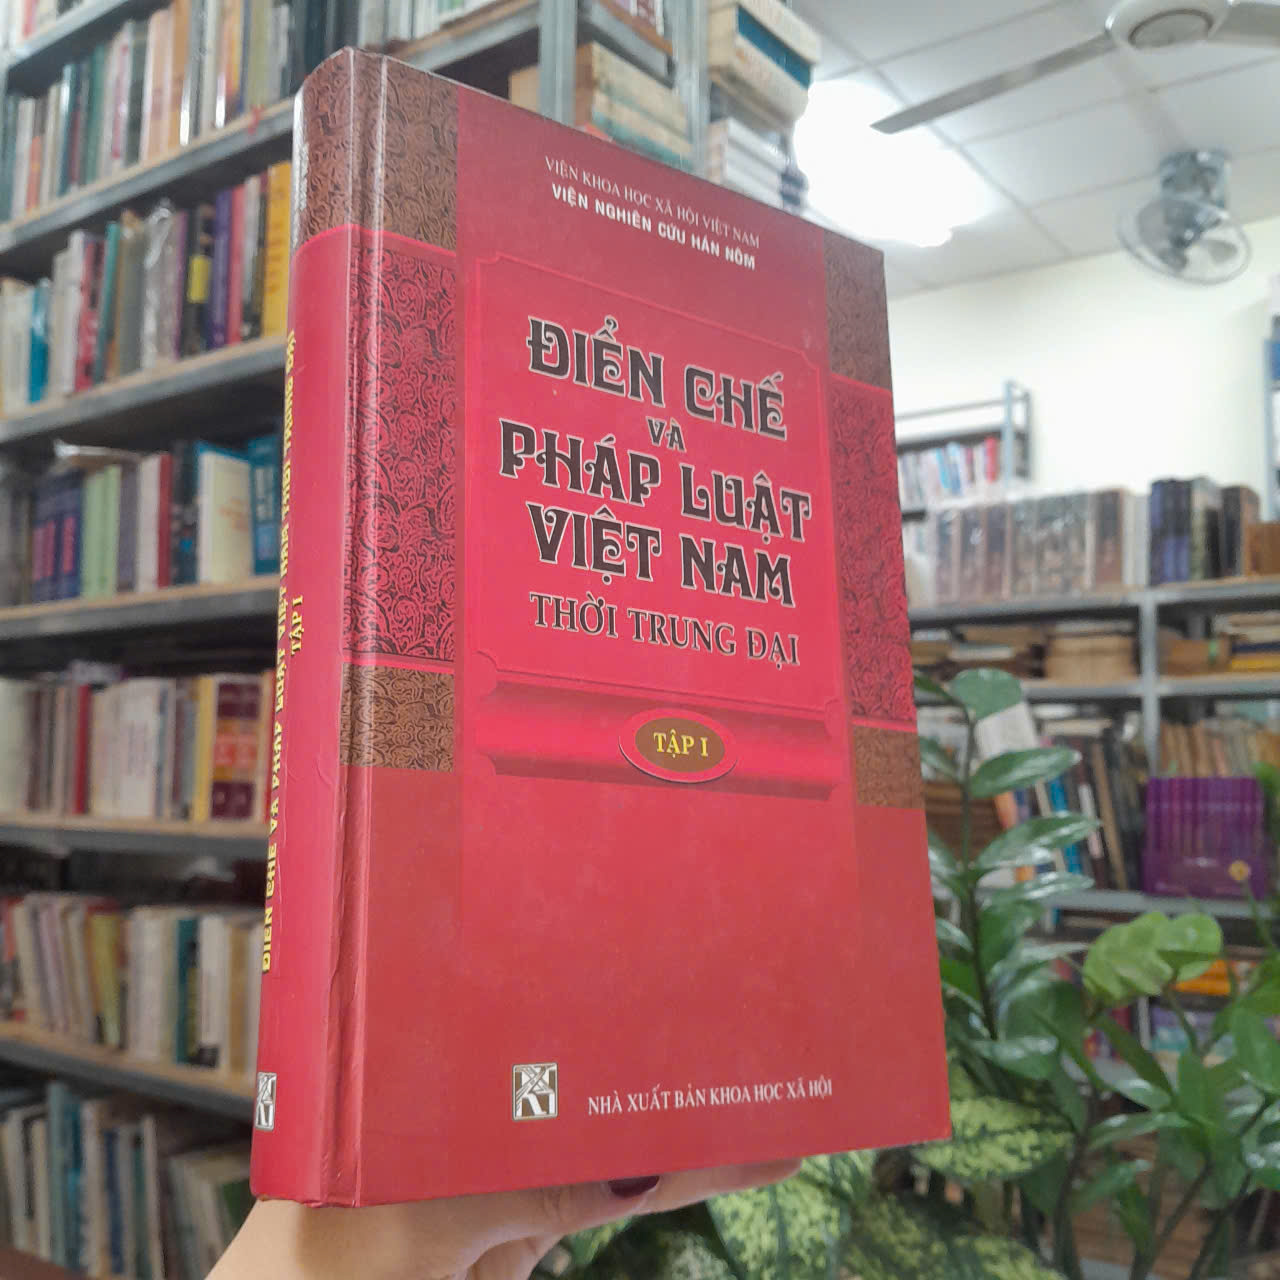 VIỆN KHOA HỌC XÃ HỘI VIỆT NAM
VIỆN NGHIÊN CỨU HÁN NÔM
ĐIỂN CHẾ
VÀ
PHÁP LUẬT
VIỆT NAM
THỜI TRUNG ĐẠI
TẬP I
NHÀ XUẤT BẢN KHOA HỌC XÃ HỘI
ĐIỂN CHẾ VÀ PHÁP LUẬT VIỆT NAM THỜI TRUNG ĐẠI
TẬP I